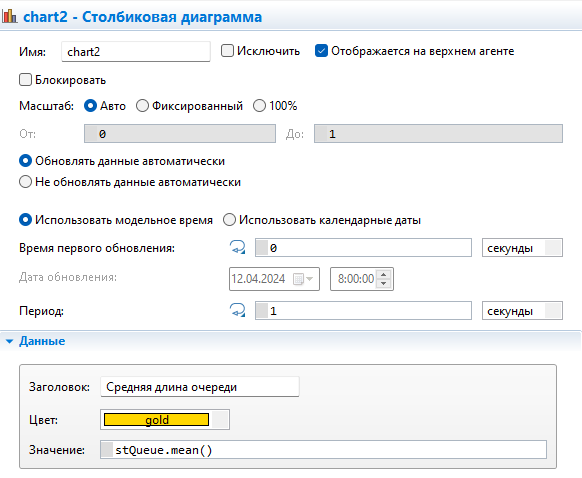 chart2 - Столбиковая диаграмма
Имя: chart2 Исключить Отображается на верхнем агенте
Блокировать
Масштаб: Авто Фиксированный 100%
От: 0 До: 1
Обновлять данные автоматически
Не обновлять данные автоматически
Использовать модельное время Использовать календарные даты
Время первого обновления: 0 секунды
Дата обновления: 12.04.2024 8:00:00
Период: 1 секунды
Данные
Заголовок: Средняя длина очереди
Цвет: gold
Значение: stQueue.mean()